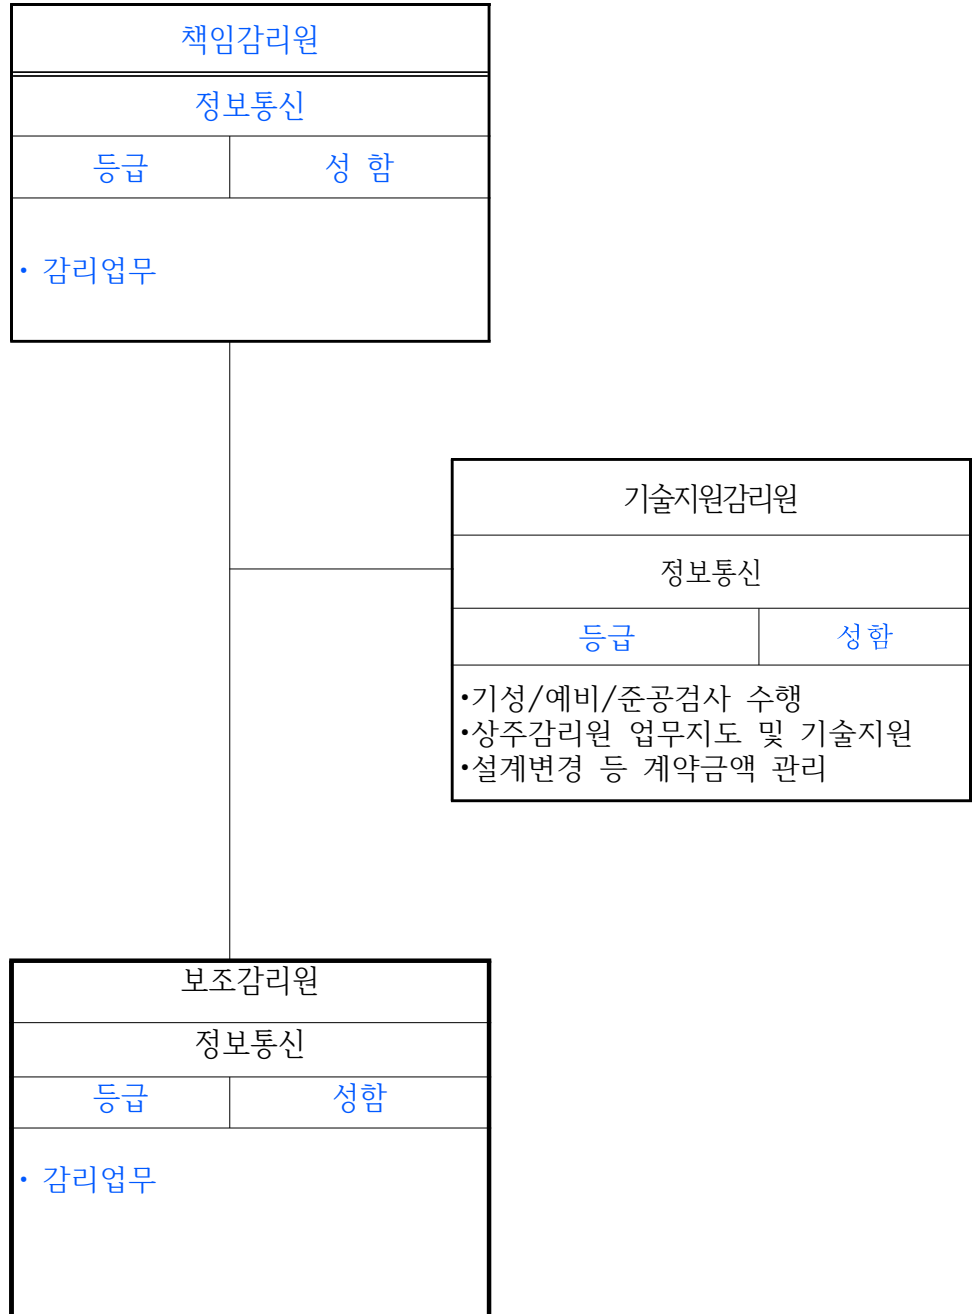 책임감리원
정보통신
등급 성 함
• 감리업무
기술지원감리원
정보통신
등급 성함
•기성/예비/준공검사 수행
•상주감리원 업무지도 및 기술지원
•설계변경 등 계약금액 관리
보조감리원
정보통신
등급 성함
• 감리업무